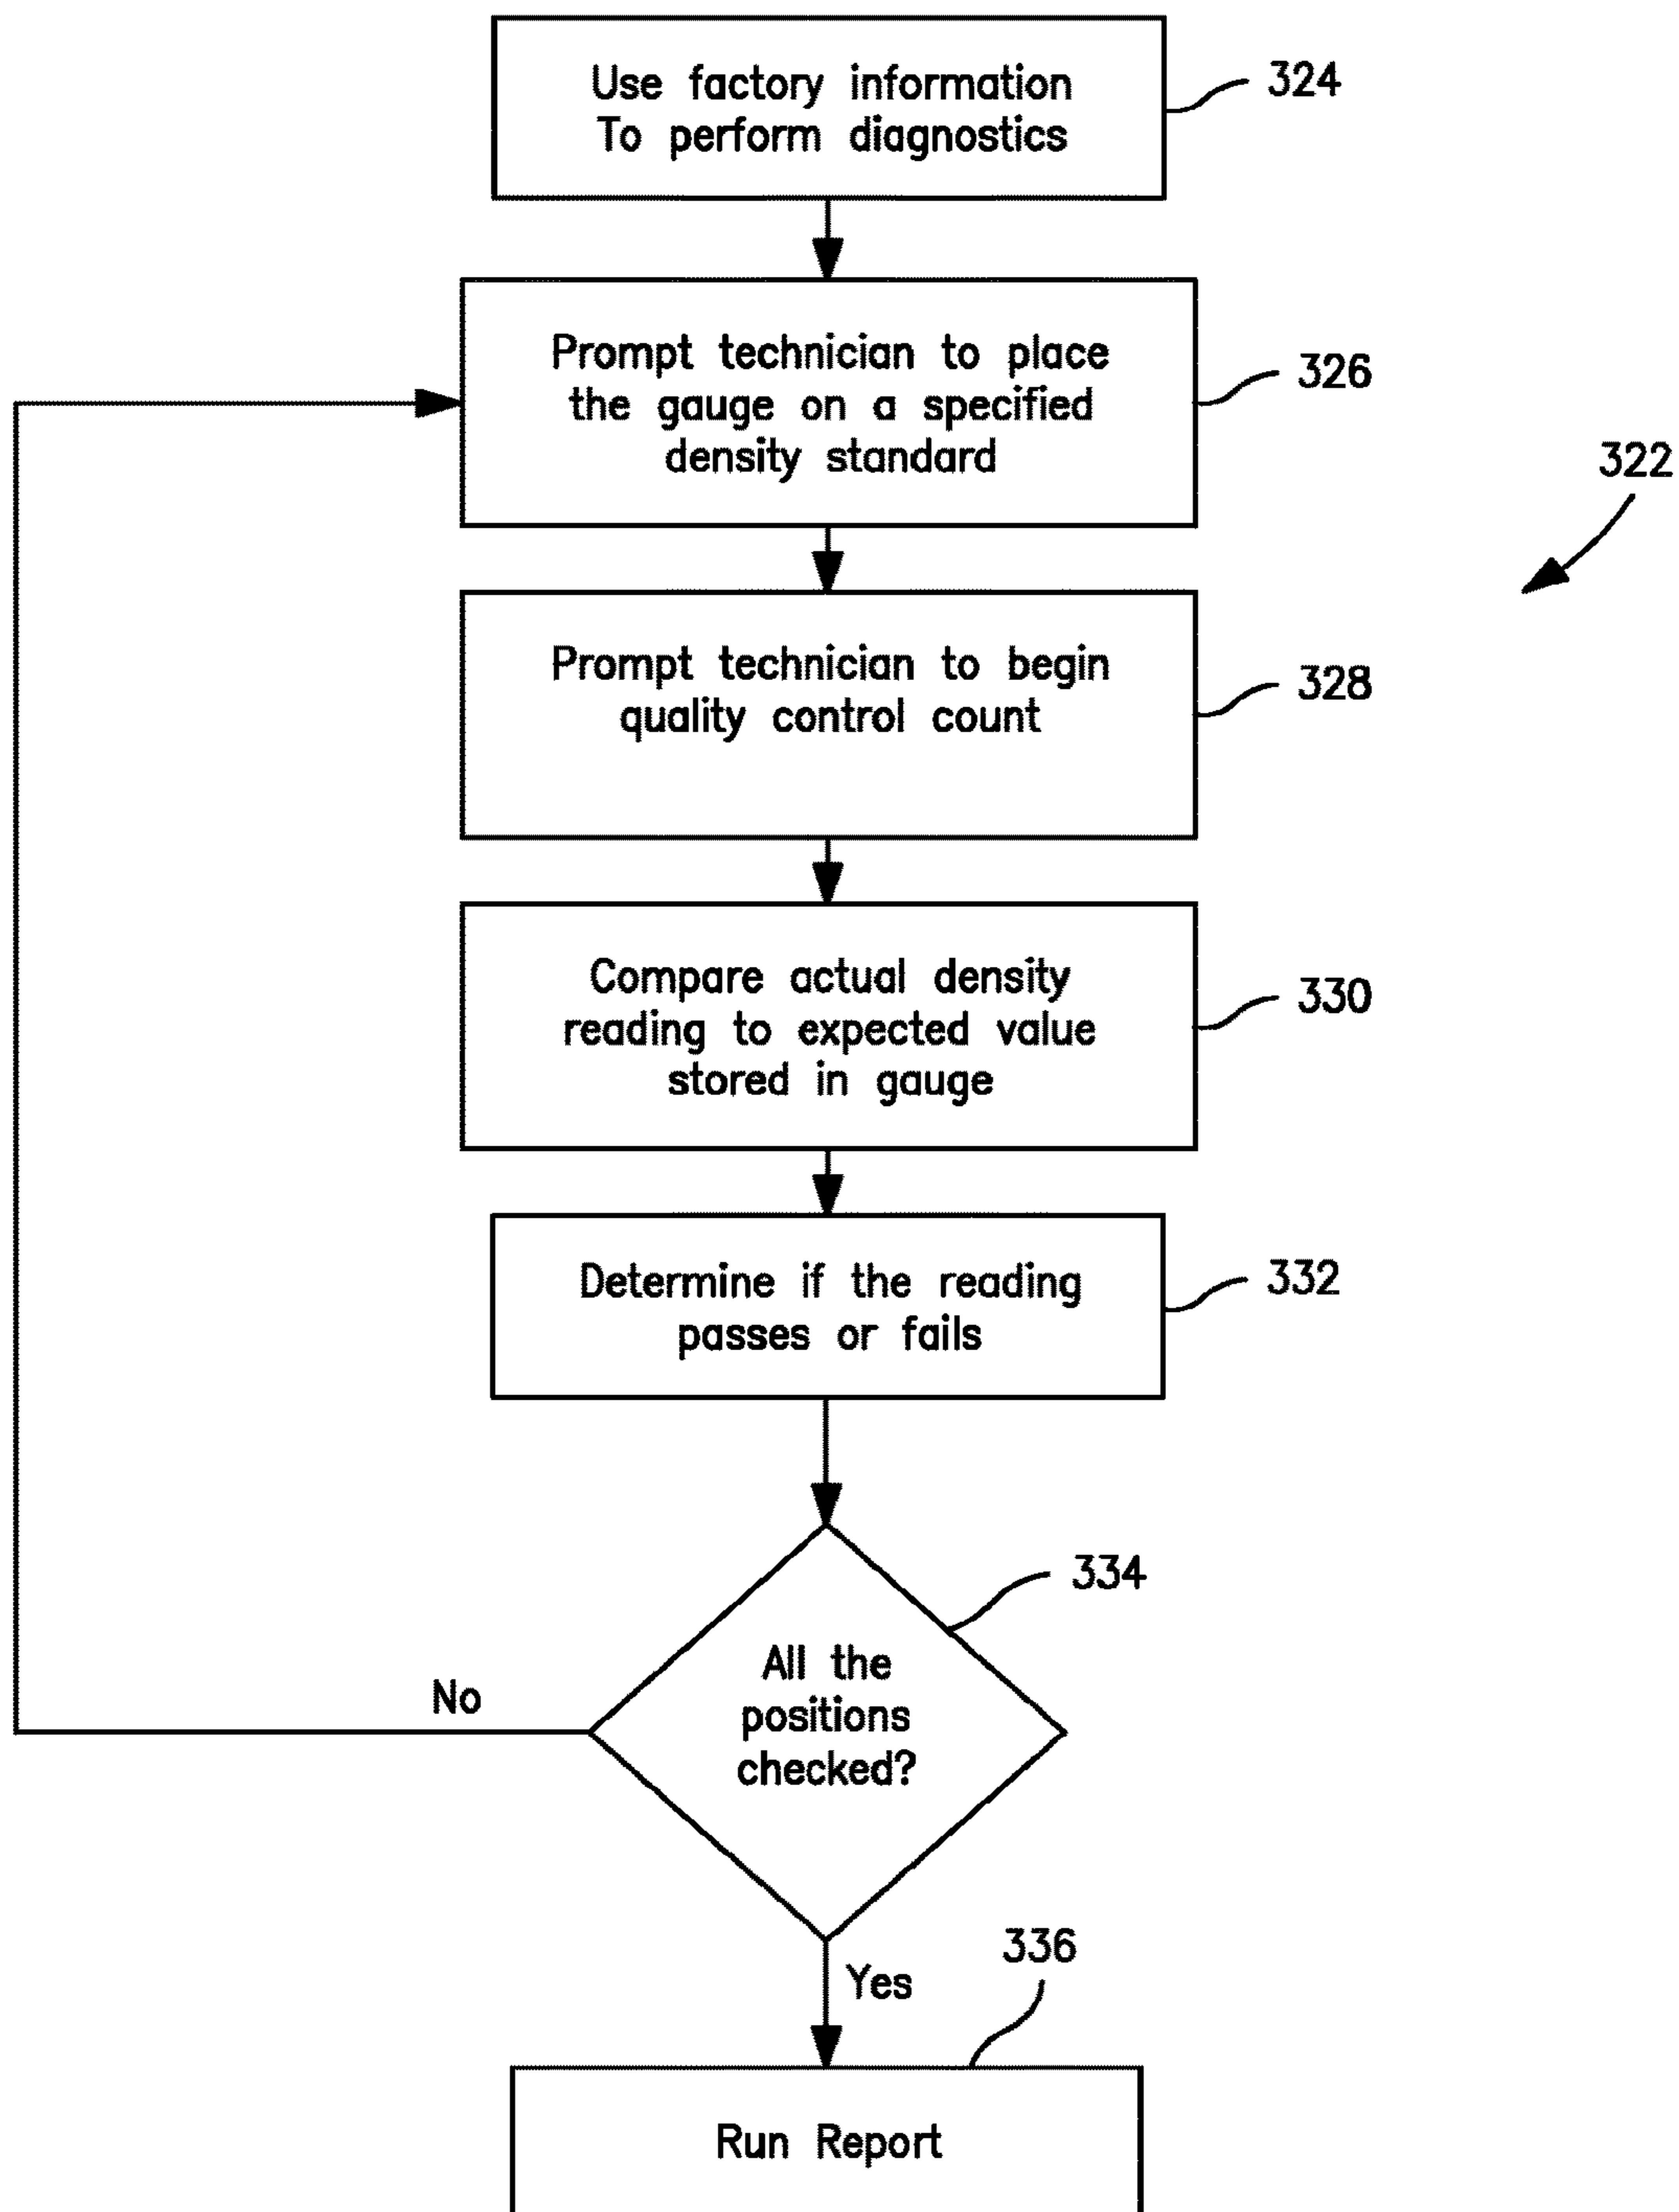 Use factory information
To perform diagnostics
324
Prompt technician to place
the gauge on a specified
density standard
326
322
Prompt technician to begin
quality control count
328
Compare actual density
reading to expected value
stored in gauge
330
Determine if the reading
passes or fails
332
334
All the
positions
checked?
No
Yes
336
Run Report